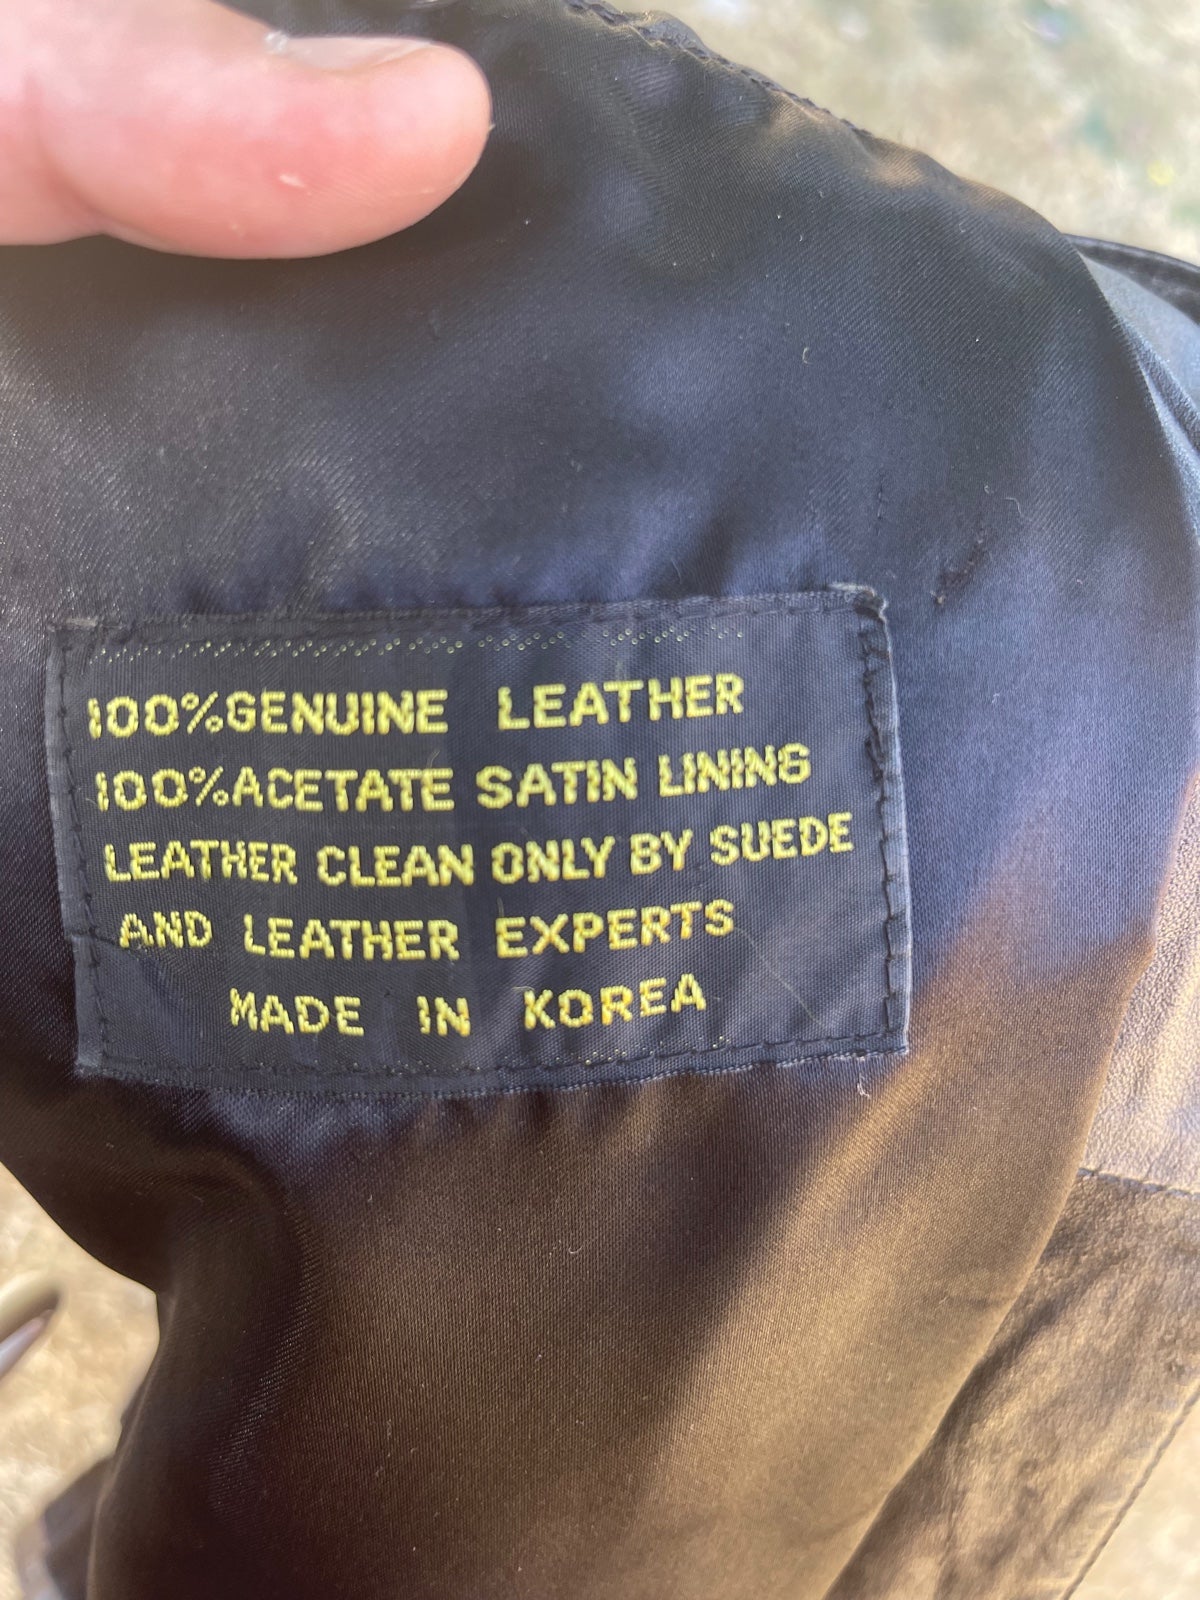 100%GENUINE LEATHER
100%ACETATE SATIN LINING
LEATHER CLEAN ONLY BY SUEDE
AND LEATHER EXPERTS
MADE IN KOREA